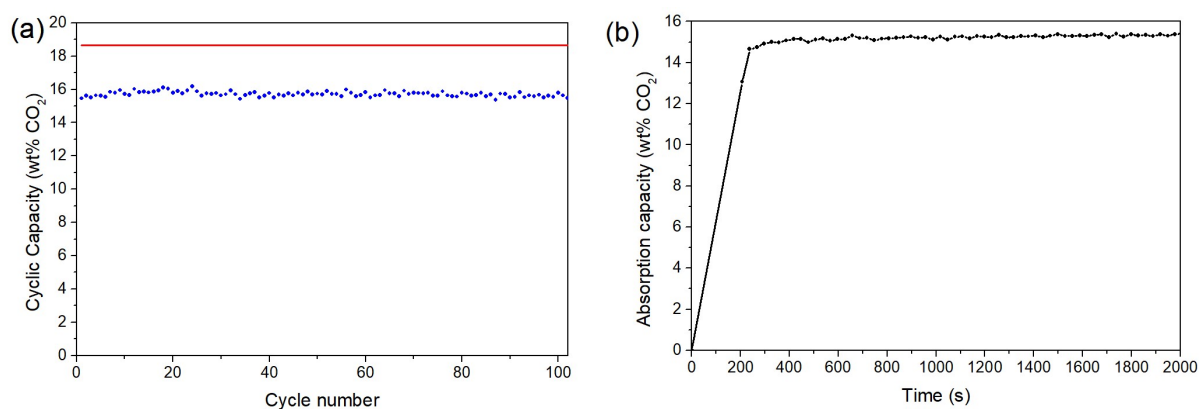 (a)
20
18
16
14
12
10
8
6
4
2
0
Cyclic Capacity (wt% CO₂)
0 20 40 60 80 100
Cycle number
(b)
16
14
12
10
8
6
4
2
0
Absorption capacity (wt% CO₂)
0 200 400 600 800 1000 1200 1400 1600 1800 2000
Time (s)